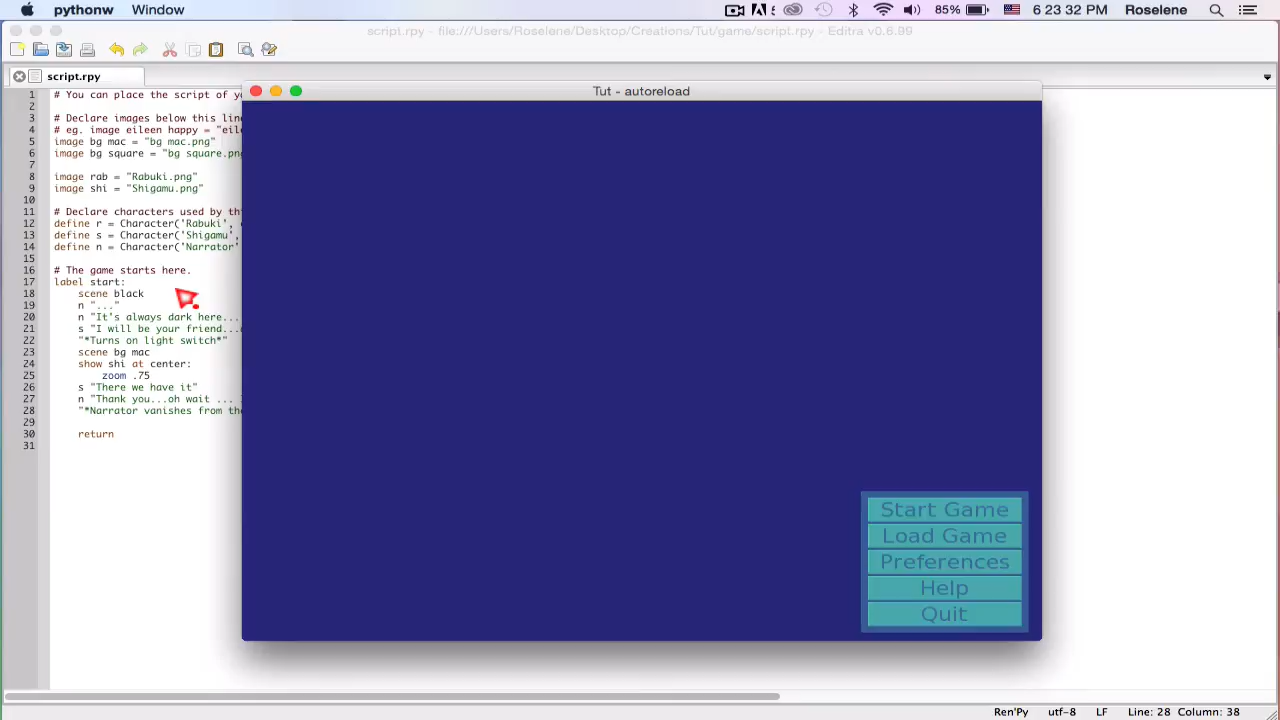 pythonw Window 85% 6 23 32 PM Roselene
script.rpy - file:///Users/Roselene/Desktop/Creations/Tut/game/script.rpy - Editra v0.6.99
script.rpy
Tut - autoreload
1 # You can place the script of
2
3 # Declare images below this
4 # eg. image eileen happy =
5 image bg mac = "bg mac.png"
6 image bg square = "bg square.png
7
8 image rab = "Rabuki.png"
9 image shi = "Shigamu.png"
10
11 # Declare characters used by
12 define r = Character('Rabuki',
13 define s = Character('Shigamu',
14 define n = Character('Narrator'
15
16 # The game starts here.
17 label start:
18 scene black
19 n "..."
20 n "It's always dark here...
21 s "I will be your friend...
22 "*Turns on light switch*"
23 scene bg mac
24 show shi at center:
25 zoom .75
26 s "There we have it"
27 n "Thank you...oh wait ...
28 "*Narrator vanishes from
29
30 return
31
Start Game
Load Game
Preferences
Help
Quit
Ren'Py utf-8 LF Line: 28 Column: 38